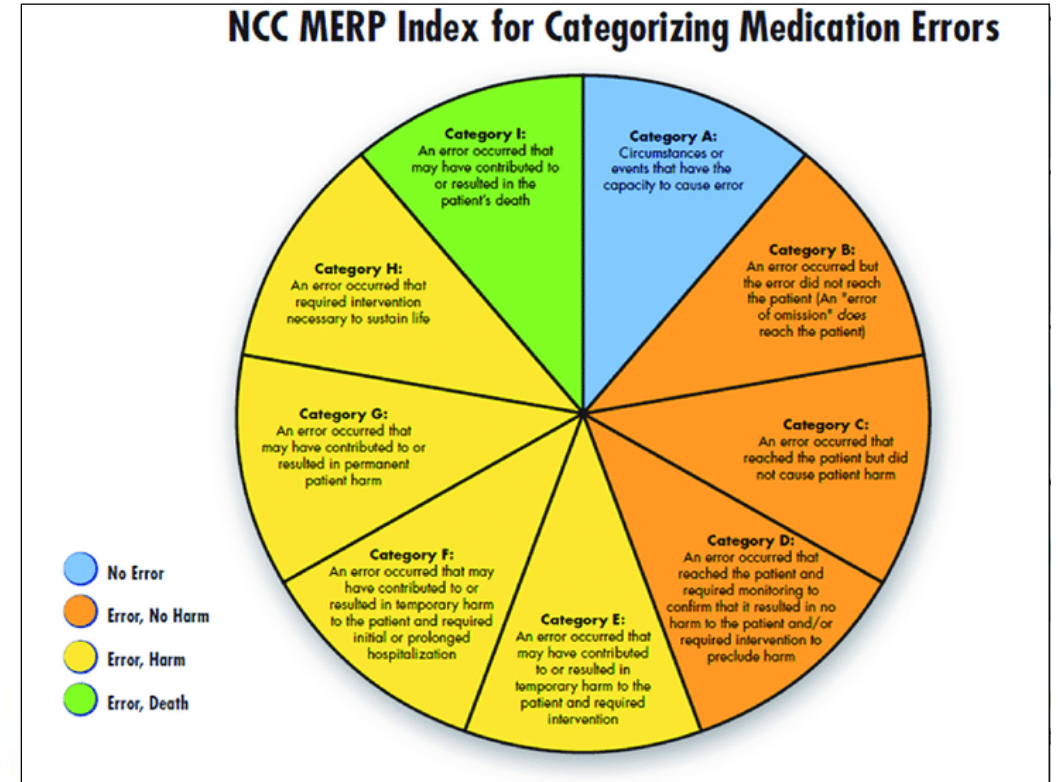 NCC MERP Index for Categorizing Medication Errors
Category I:
An error occurred that
may have contributed to
or resulted in the
patient's death
Category A:
Circumstances or
events that have the
capacity to cause error
Category B:
An error occurred but
the error did not reach
the patient (An "error
of omission" does
reach the patient)
Category H:
An error occurred that
required intervention
necessary to sustain life
Category G:
An error occurred that
may have contributed to or
resulted in permanent
patient harm
Category C:
An error occurred that
reached the patient but did
not cause patient harm
Category D:
An error occurred that
reached the patient and
required monitoring to
confirm that it resulted in no
harm to the patient and/or
required intervention to
preclude harm
Category F:
An error occurred that may
have contributed to or
resulted in temporary harm
to the patient and required
initial or prolonged
hospitalization
Category E:
An error occurred that
may have contributed
to or resulted in
temporary harm to the
patient and required
intervention
No Error
Error, No Harm
Error, Harm
Error, Death